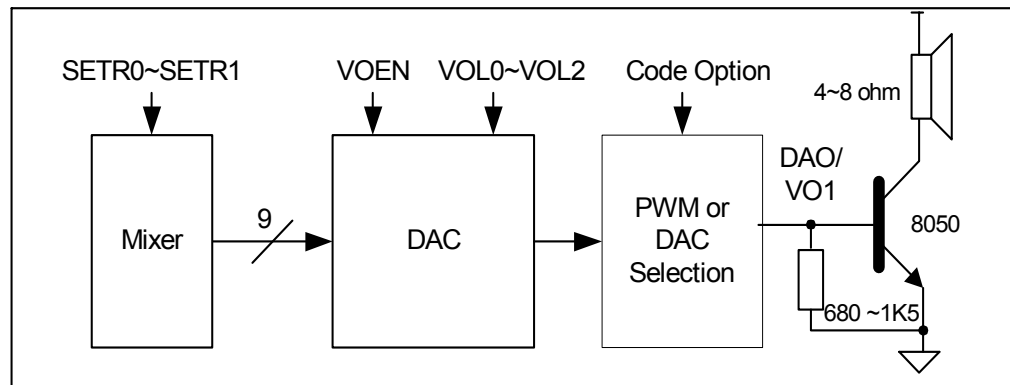 SETR0~SETR1
VOEN
VOL0~VOL2
Code Option
4~8 ohm
DAO/
VO1
Mixer
9
DAC
PWM or
DAC
Selection
8050
680 ~1K5